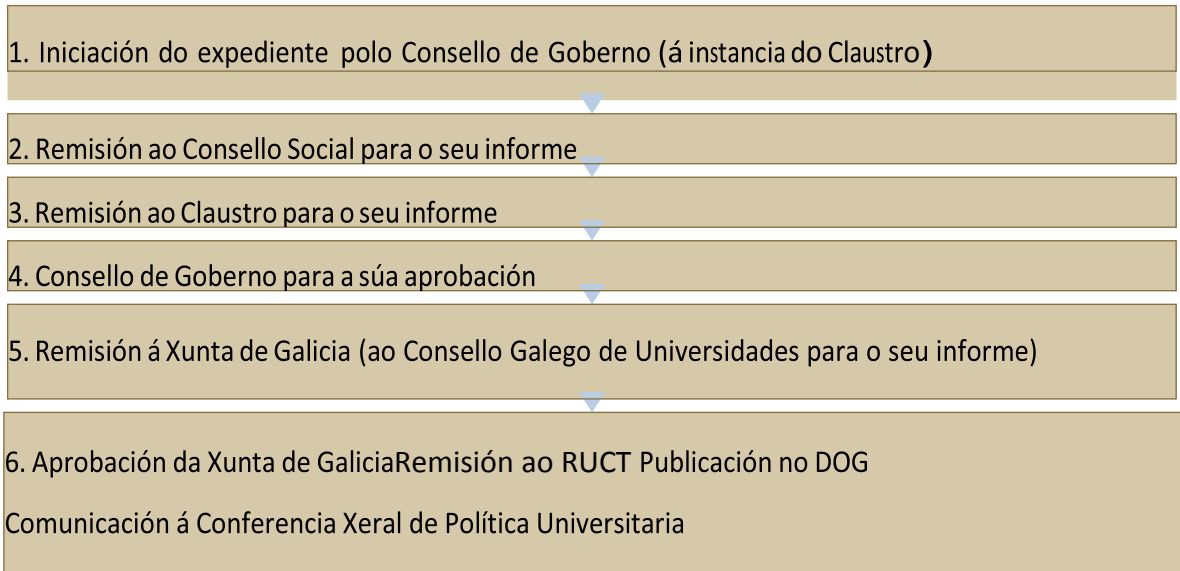 1. Iniciación do expediente polo Consello de Goberno (á instancia do Claustro)
2. Remisión ao Consello Social para o seu informe
3. Remisión ao Claustro para o seu informe
4. Consello de Goberno para a súa aprobación
5. Remisión á Xunta de Galicia (ao Consello Galego de Universidades para o seu informe)
6. Aprobación da Xunta de GaliciaRemisión ao RUCT Publicación no DOG
Comunicación á Conferencia Xeral de Política Universitaria